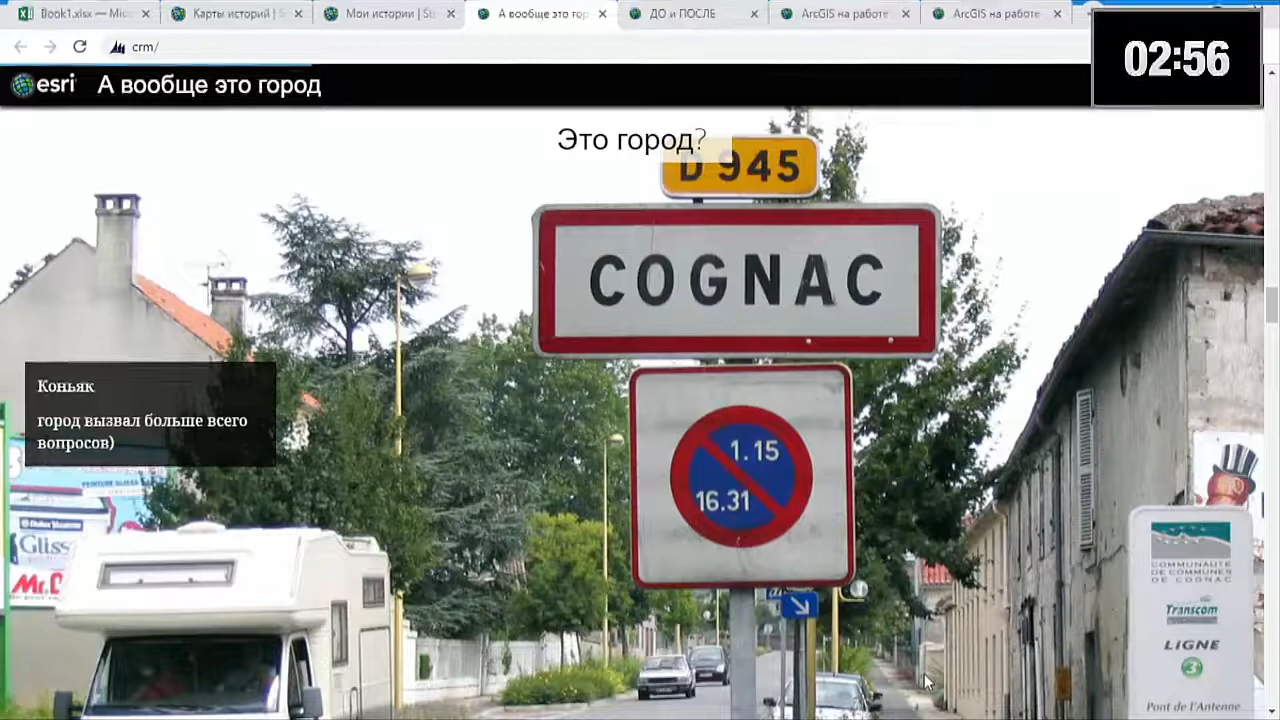 Book1.xlsx — Micr
Карты историй | S
Мои истории | St
А вообще это гор
ДО и ПОСЛЕ
ArcGIS на работе
ArcGIS на работе
crm/
02:56
esri
А вообще это город
Это город?
D 945
COGNAC
1.15
16.31
Коньяк
город вызвал больше всего
вопросов)
Gliss
Mr.
COMMUNAUTE
DE COMMUNES
DE COGNAC
Transcom
LIGNE
3
Pont de l'Antenne